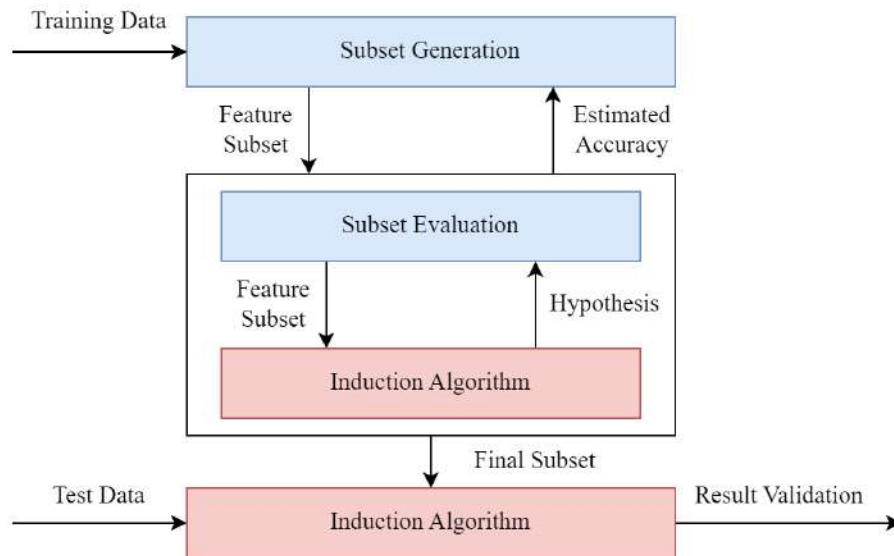 Training Data
Subset Generation
Feature
Subset
Estimated
Accuracy
Subset Evaluation
Feature
Subset
Hypothesis
Induction Algorithm
Final Subset
Test Data
Induction Algorithm
Result Validation